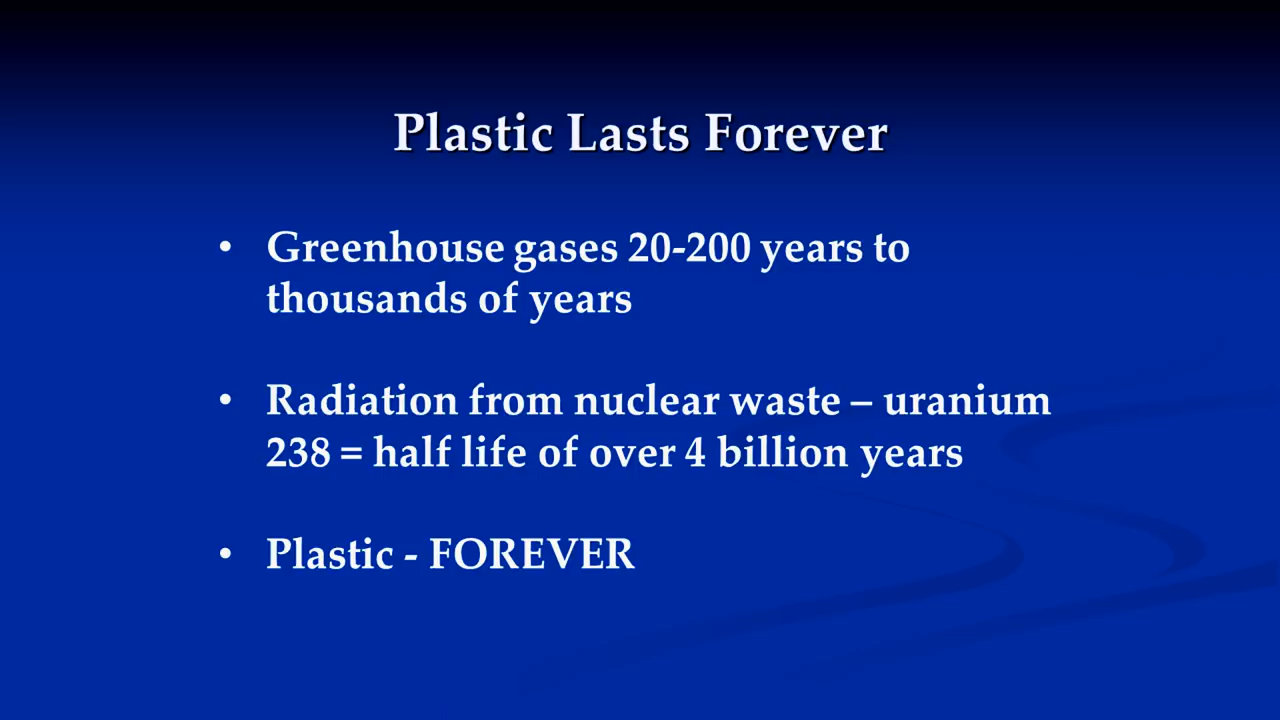 Plastic Lasts Forever
• Greenhouse gases 20-200 years to
thousands of years
• Radiation from nuclear waste – uranium
238 = half life of over 4 billion years
• Plastic - FOREVER